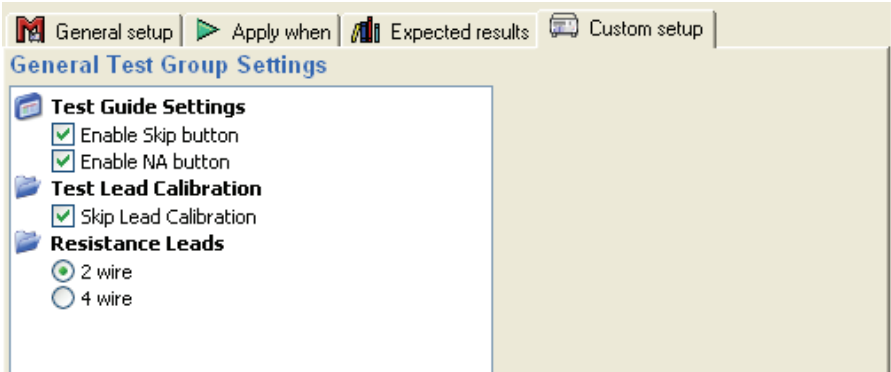 General setup Apply when Expected results Custom setup
General Test Group Settings
Test Guide Settings
Enable Skip button
Enable NA button
Test Lead Calibration
Skip Lead Calibration
Resistance Leads
2 wire
4 wire